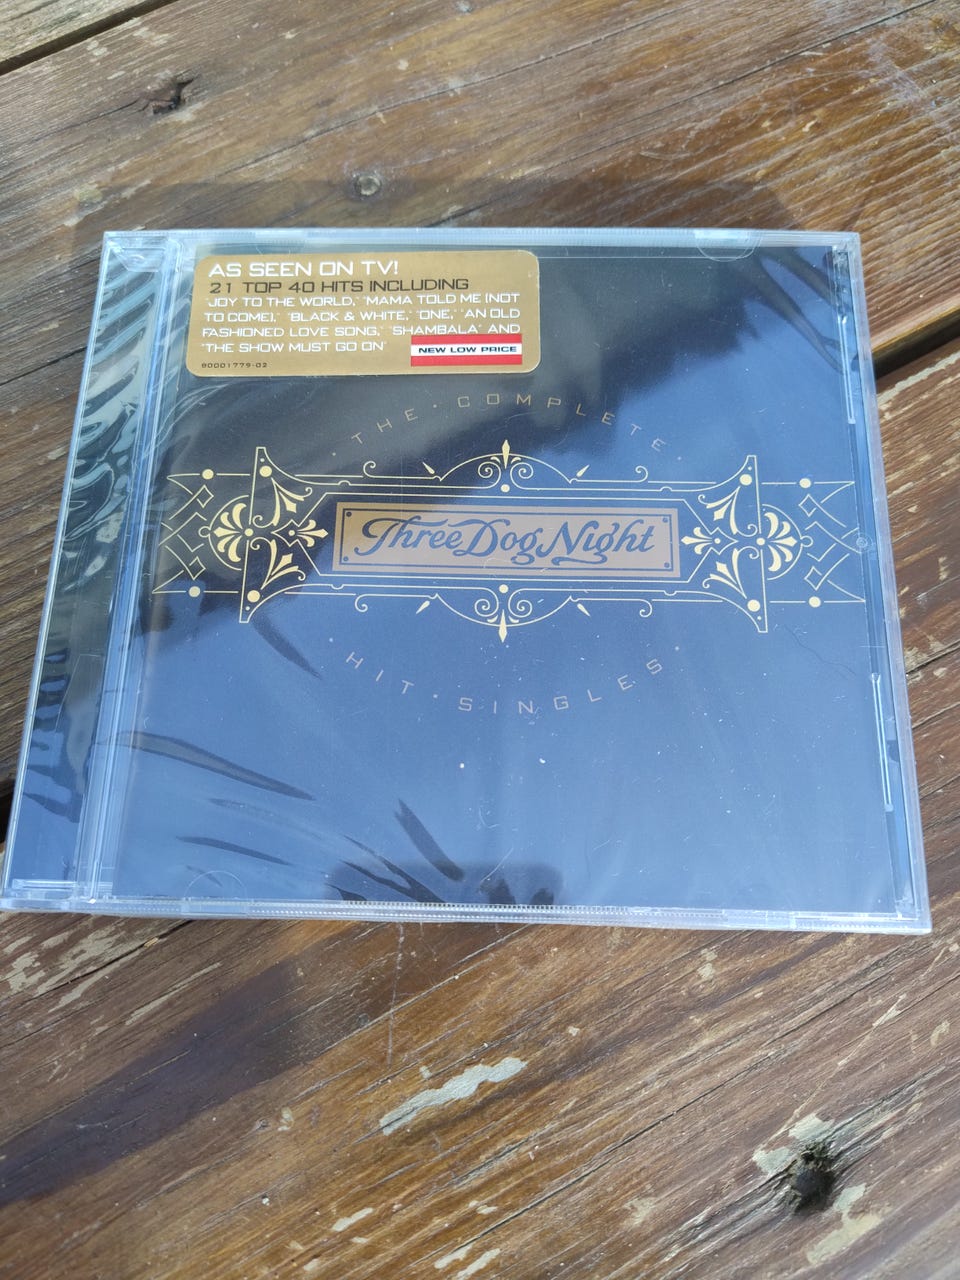 AS SEEN ON TV!
21 TOP 40 HITS INCLUDING
"JOY TO THE WORLD," "MAMA TOLD ME (NOT
TO COME)," "BLACK & WHITE," "ONE," "AN OLD
FASHIONED LOVE SONG," "SHAMBALA" AND
"THE SHOW MUST GO ON"
NEW LOW PRICE
B0001779-02
· THE · COMPLETE ·
Three Dog Night
· HIT · SINGLES ·